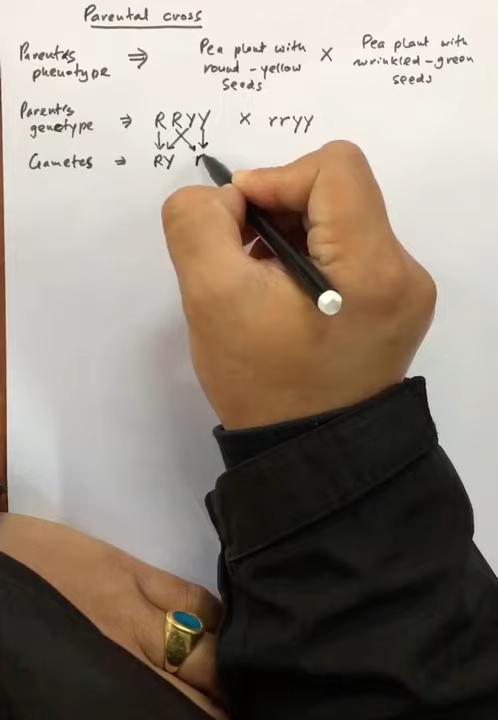 Parental cross
Parent's phenotype ⇒ Pea plant with round-yellow seeds × Pea plant with wrinkled-green seeds
Parent's genotype ⇒ RRYY × rryy
Gametes ⇒ RY